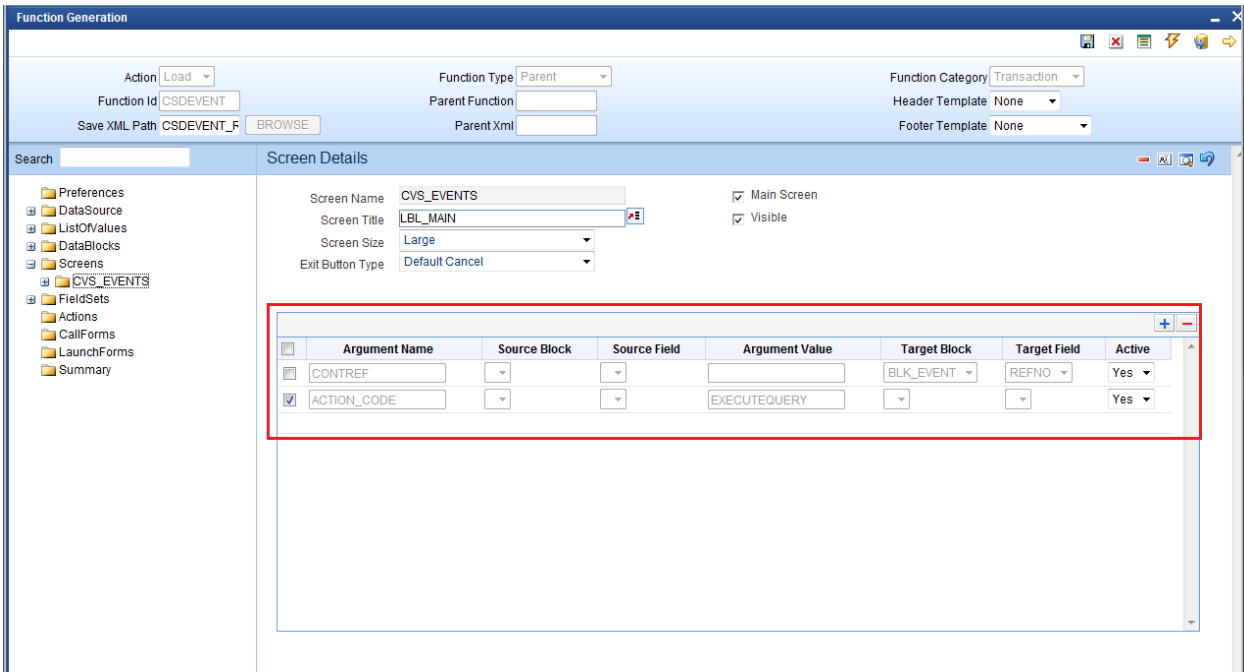 Function Generation
Action Load Function Type Parent Function Category Transaction
Function Id CSDEVENT Parent Function Header Template None
Save XML Path CSDEVENT_R BROWSE Parent Xml Footer Template None
Search Screen Details
Preferences
DataSource
ListOfValues
DataBlocks
Screens
CVS_EVENTS
FieldSets
Actions
CallForms
LaunchForms
Summary
Screen Name CVS_EVENTS Main Screen
Screen Title LBL_MAIN Visible
Screen Size Large
Exit Button Type Default Cancel
Argument Name Source Block Source Field Argument Value Target Block Target Field Active
CONTREF BLK_EVENT REFNO Yes
ACTION_CODE EXECUTEQUERY Yes